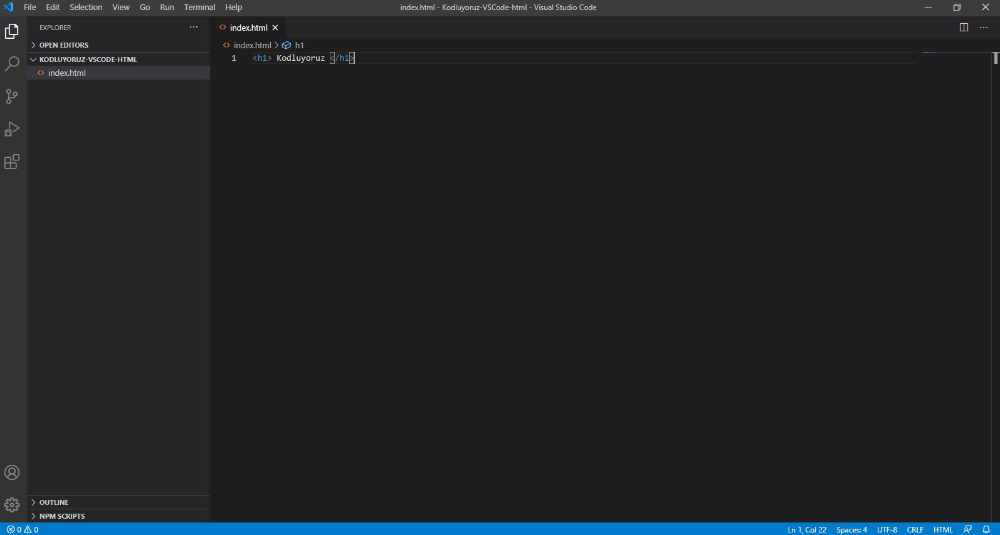 File Edit Selection View Go Run Terminal Help index.html - Kodluyoruz-VSCode-html - Visual Studio Code
EXPLORER
OPEN EDITORS
KODLUYORUZ-VSCODE-HTML
index.html
OUTLINE
NPM SCRIPTS
index.html
index.html > h1
1 <h1> Kodluyoruz </h1>
0 0 Ln 1, Col 22 Spaces: 4 UTF-8 CRLF HTML